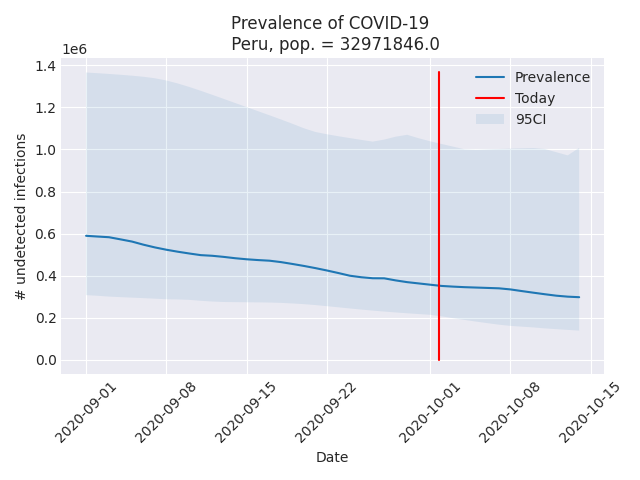 Prevalence of COVID-19
Peru, pop. = 32971846.0
1e6
1.4
1.2
1.0
0.8
0.6
0.4
0.2
0.0
# undetected infections
Prevalence
Today
95CI
2020-09-01
2020-09-08
2020-09-15
2020-09-22
2020-10-01
2020-10-08
2020-10-15
Date